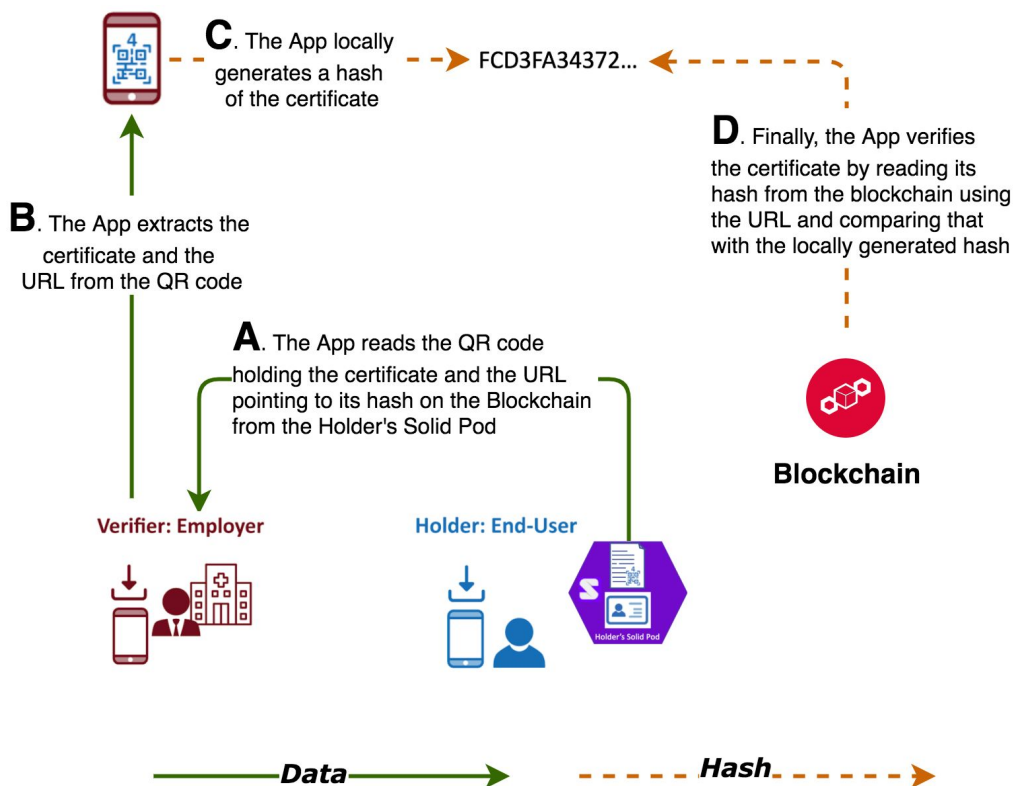 4
C. The App locally
generates a hash
of the certificate
FCD3FA34372...
D. Finally, the App verifies
the certificate by reading its
hash from the blockchain using
the URL and comparing that
with the locally generated hash
B. The App extracts the
certificate and the
URL from the QR code
A. The App reads the QR code
holding the certificate and the URL
pointing to its hash on the Blockchain
from the Holder's Solid Pod
Blockchain
Verifier: Employer
Holder: End-User
4
Holder's Solid Pod
Data
Hash